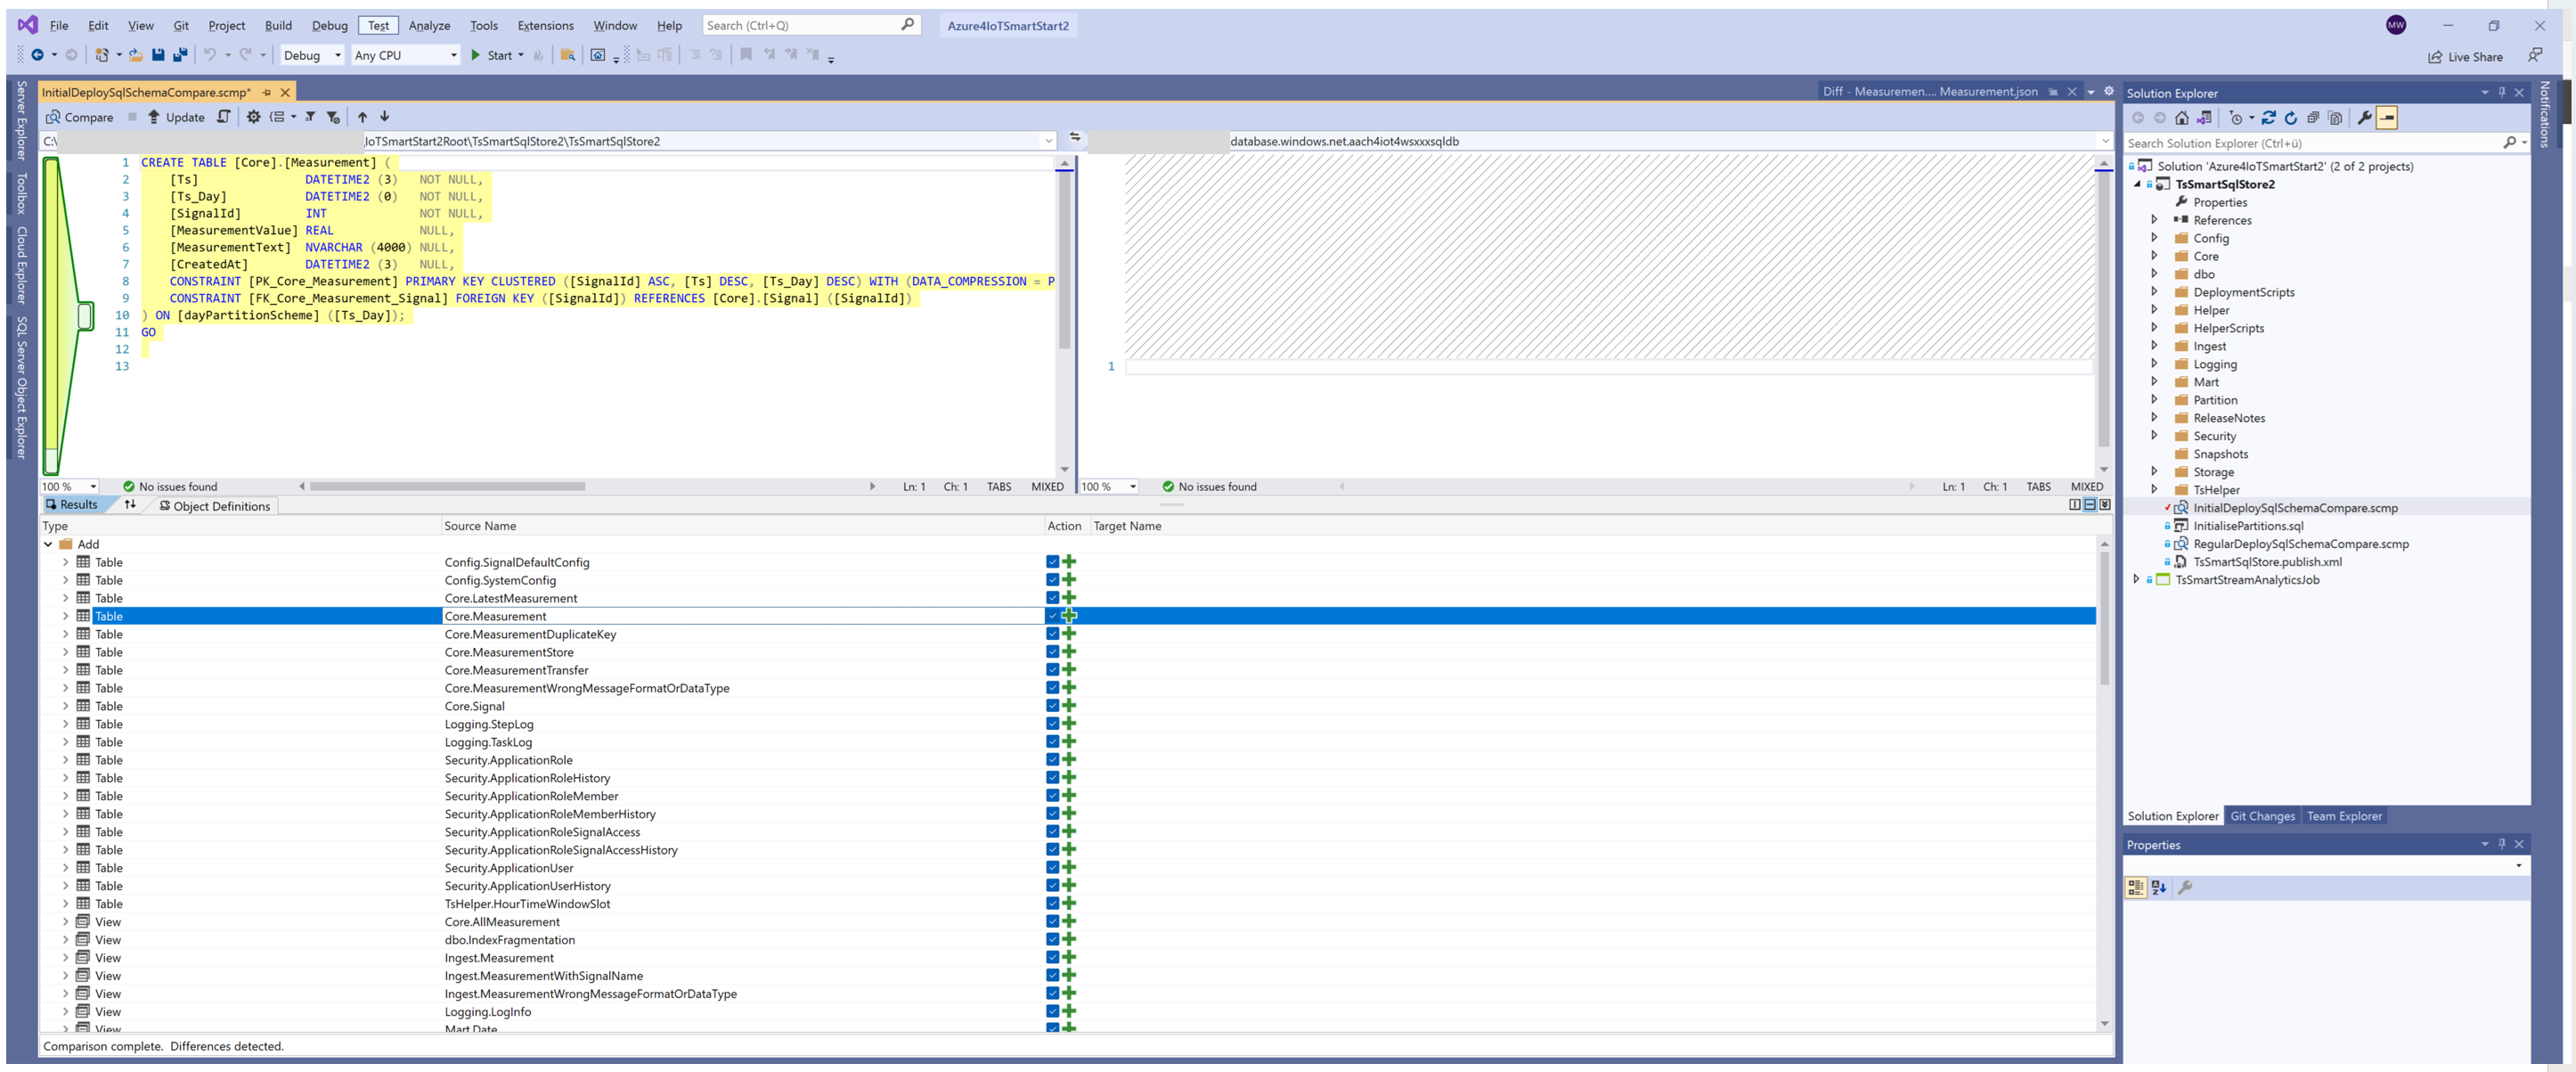 File Edit View Git Project Build Debug Test Analyze Tools Extensions Window Help Search (Ctrl+Q) Azure4IoTSmartStart2 MW
Debug Any CPU Start Live Share
InitialDeploySqlSchemaCompare.scmp* Diff - Measuremen.... Measurement.json
Compare Update
C:\ IoTSmartStart2Root\TsSmartSqlStore2\TsSmartSqlStore2 database.windows.net.aach4iot4wsxxxsqldb
1 CREATE TABLE [Core].[Measurement] (
2 [Ts] DATETIME2 (3) NOT NULL,
3 [Ts_Day] DATETIME2 (0) NOT NULL,
4 [SignalId] INT NOT NULL,
5 [MeasurementValue] REAL NULL,
6 [MeasurementText] NVARCHAR (4000) NULL,
7 [CreatedAt] DATETIME2 (3) NULL,
8 CONSTRAINT [PK_Core_Measurement] PRIMARY KEY CLUSTERED ([SignalId] ASC, [Ts] DESC, [Ts_Day] DESC) WITH (DATA_COMPRESSION = P
9 CONSTRAINT [FK_Core_Measurement_Signal] FOREIGN KEY ([SignalId]) REFERENCES [Core].[Signal] ([SignalId])
10 ) ON [dayPartitionScheme] ([Ts_Day]);
11 GO
12
13
1
100 % No issues found Ln: 1 Ch: 1 TABS MIXED
100 % No issues found Ln: 1 Ch: 1 TABS MIXED
Results Object Definitions
Type Source Name Action Target Name
Add
Table Config.SignalDefaultConfig
Table Config.SystemConfig
Table Core.LatestMeasurement
Table Core.Measurement
Table Core.MeasurementDuplicateKey
Table Core.MeasurementStore
Table Core.MeasurementTransfer
Table Core.MeasurementWrongMessageFormatOrDataType
Table Core.Signal
Table Logging.StepLog
Table Logging.TaskLog
Table Security.ApplicationRole
Table Security.ApplicationRoleHistory
Table Security.ApplicationRoleMember
Table Security.ApplicationRoleMemberHistory
Table Security.ApplicationRoleSignalAccess
Table Security.ApplicationRoleSignalAccessHistory
Table Security.ApplicationUser
Table Security.ApplicationUserHistory
Table TsHelper.HourTimeWindowSlot
View Core.AllMeasurement
View dbo.IndexFragmentation
View Ingest.Measurement
View Ingest.MeasurementWithSignalName
View Ingest.MeasurementWrongMessageFormatOrDataType
View Logging.LogInfo
View Mart.Date
Comparison complete. Differences detected.
Server Explorer
Toolbox
Cloud Explorer
SQL Server Object Explorer
Solution Explorer
Search Solution Explorer (Ctrl+ü)
Solution 'Azure4IoTSmartStart2' (2 of 2 projects)
TsSmartSqlStore2
Properties
References
Config
Core
dbo
DeploymentScripts
Helper
HelperScripts
Ingest
Logging
Mart
Partition
ReleaseNotes
Security
Snapshots
Storage
TsHelper
InitialDeploySqlSchemaCompare.scmp
InitialisePartitions.sql
RegularDeploySqlSchemaCompare.scmp
TsSmartSqlStore.publish.xml
TsSmartStreamAnalyticsJob
Solution Explorer Git Changes Team Explorer
Properties
Notifications